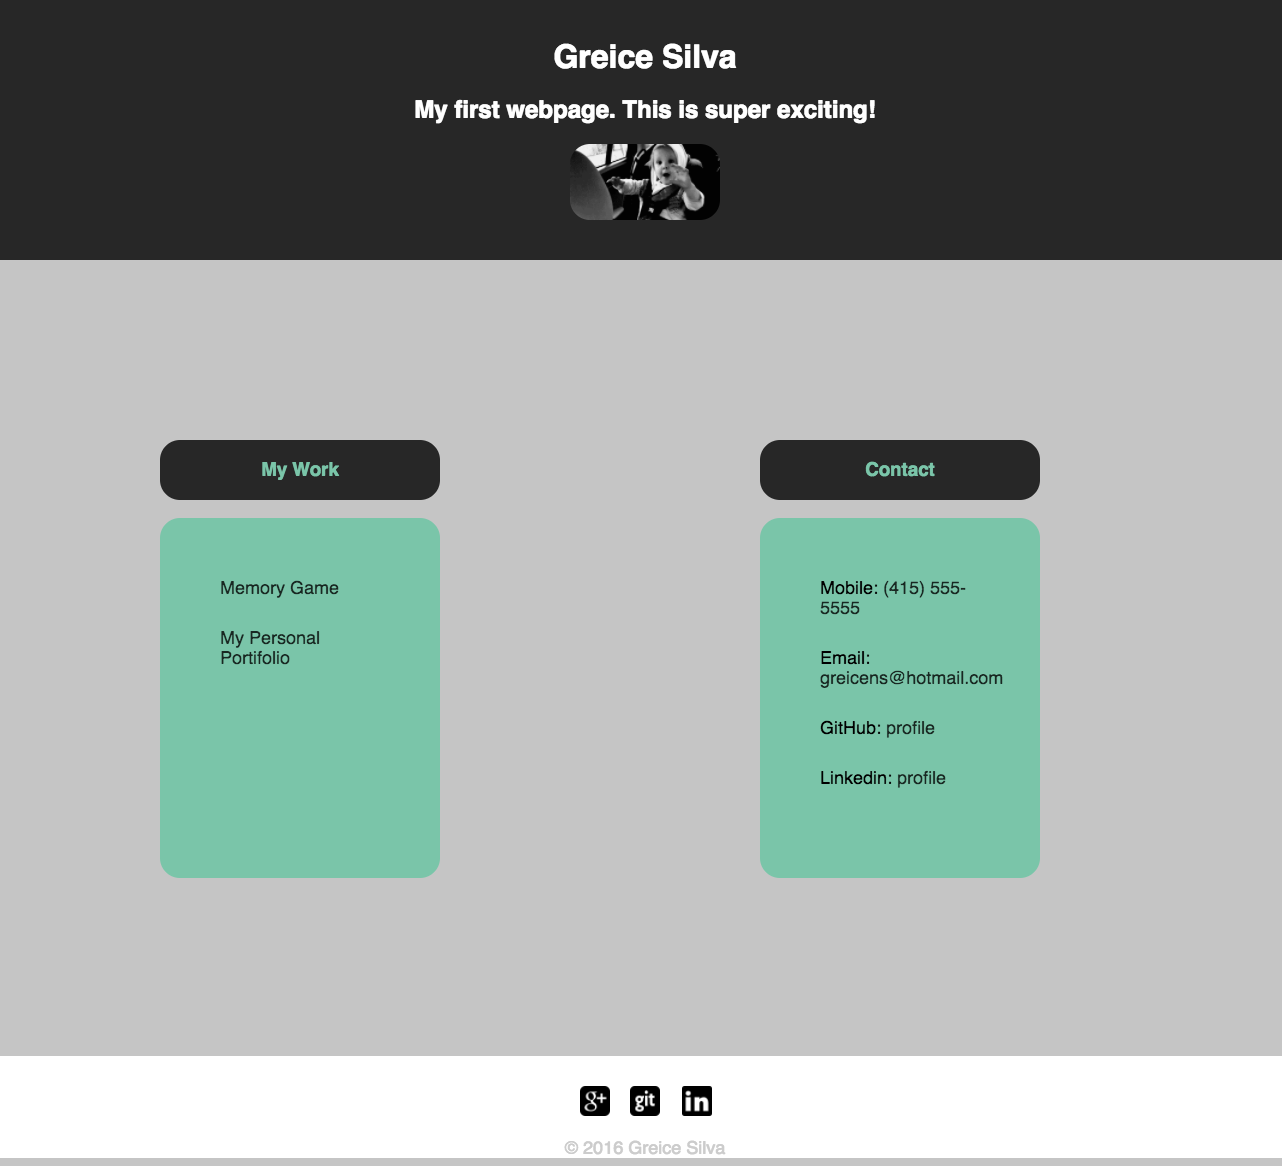 Greice Silva
My first webpage. This is super exciting!
My Work
Memory Game
My Personal
Portifolio
Contact
Mobile: (415) 555-
5555
Email:
greicens@hotmail.com
GitHub: profile
Linkedin: profile
g+ git in
© 2016 Greice Silva